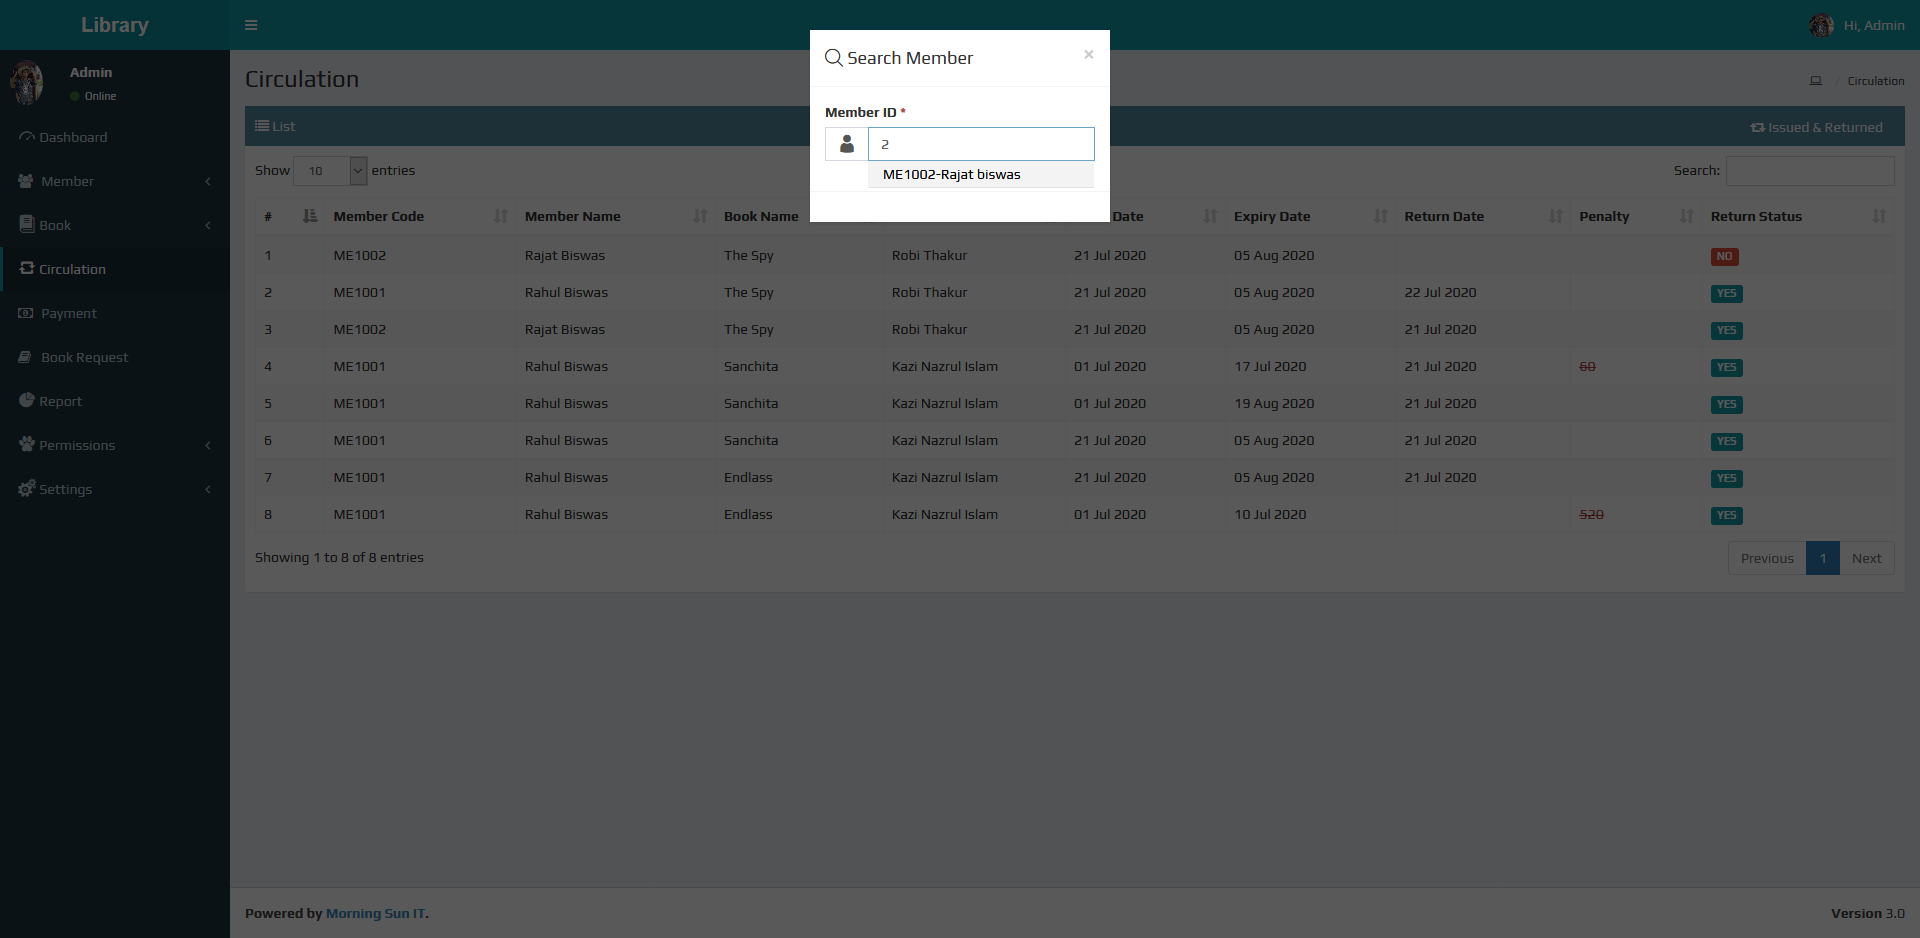 Library
Hi, Admin
Admin
Online
Dashboard
Member
Book
Circulation
Payment
Book Request
Report
Permissions
Settings
Circulation
/ Circulation
Search Member ×
Member ID *
2
ME1002-Rajat biswas
List
Issued & Returned
Show 10 entries
Search:
# Member Code Member Name Book Name Date Expiry Date Return Date Penalty Return Status
1 ME1002 Rajat Biswas The Spy Robi Thakur 21 Jul 2020 05 Aug 2020 NO
2 ME1001 Rahul Biswas The Spy Robi Thakur 21 Jul 2020 05 Aug 2020 22 Jul 2020 YES
3 ME1002 Rajat Biswas The Spy Robi Thakur 21 Jul 2020 05 Aug 2020 21 Jul 2020 YES
4 ME1001 Rahul Biswas Sanchita Kazi Nazrul Islam 01 Jul 2020 17 Jul 2020 21 Jul 2020 60 YES
5 ME1001 Rahul Biswas Sanchita Kazi Nazrul Islam 01 Jul 2020 19 Aug 2020 21 Jul 2020 YES
6 ME1001 Rahul Biswas Sanchita Kazi Nazrul Islam 21 Jul 2020 05 Aug 2020 21 Jul 2020 YES
7 ME1001 Rahul Biswas Endlass Kazi Nazrul Islam 21 Jul 2020 05 Aug 2020 21 Jul 2020 YES
8 ME1001 Rahul Biswas Endlass Kazi Nazrul Islam 01 Jul 2020 10 Jul 2020 520 YES
Showing 1 to 8 of 8 entries
Previous 1 Next
Powered by Morning Sun IT.
Version 3.0